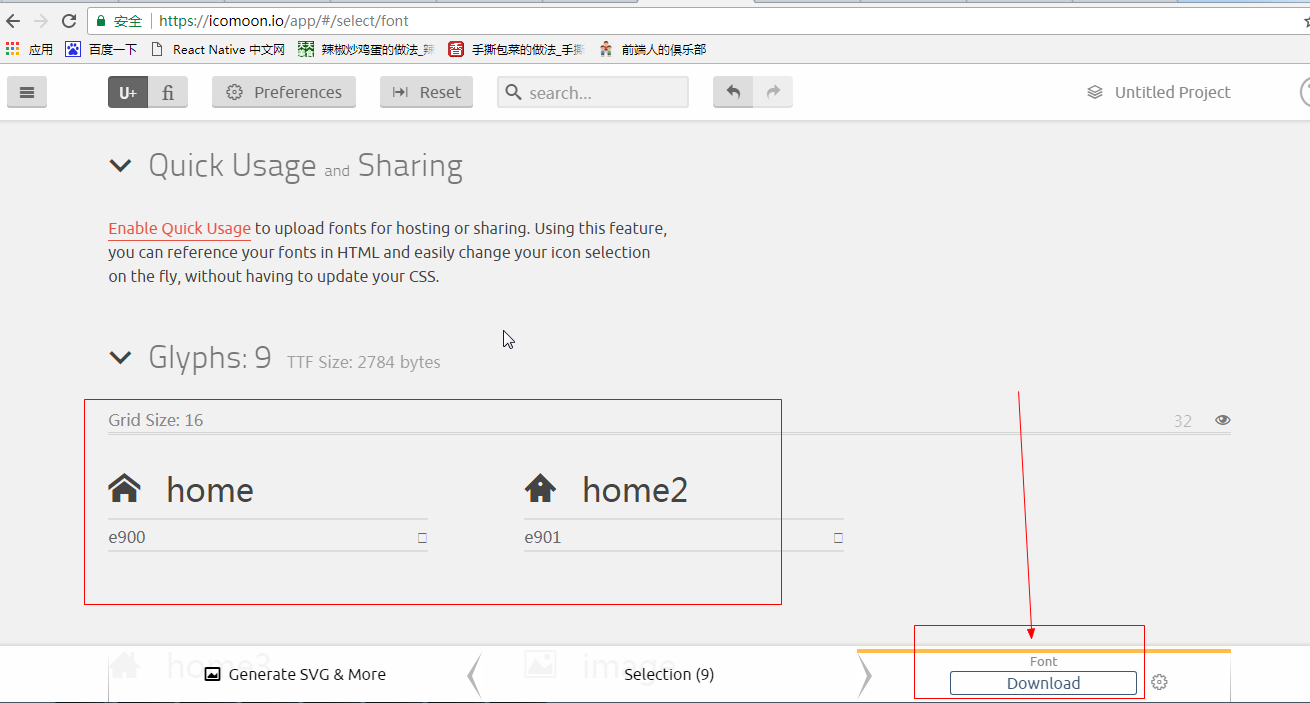 安全 https://icomoon.io/app/#/select/font
应用 百度一下 React Native 中文网 辣椒炒鸡蛋的做法_辣 手撕包菜的做法_手撕 前端人的俱乐部
U+ fi Preferences Reset search... Untitled Project
Quick Usage and Sharing
Enable Quick Usage to upload fonts for hosting or sharing. Using this feature,
you can reference your fonts in HTML and easily change your icon selection
on the fly, without having to update your CSS.
Glyphs: 9 TTF Size: 2784 bytes
Grid Size: 16 32
home home2
e900 e901
home3 image
Generate SVG & More Selection (9) Font
Download